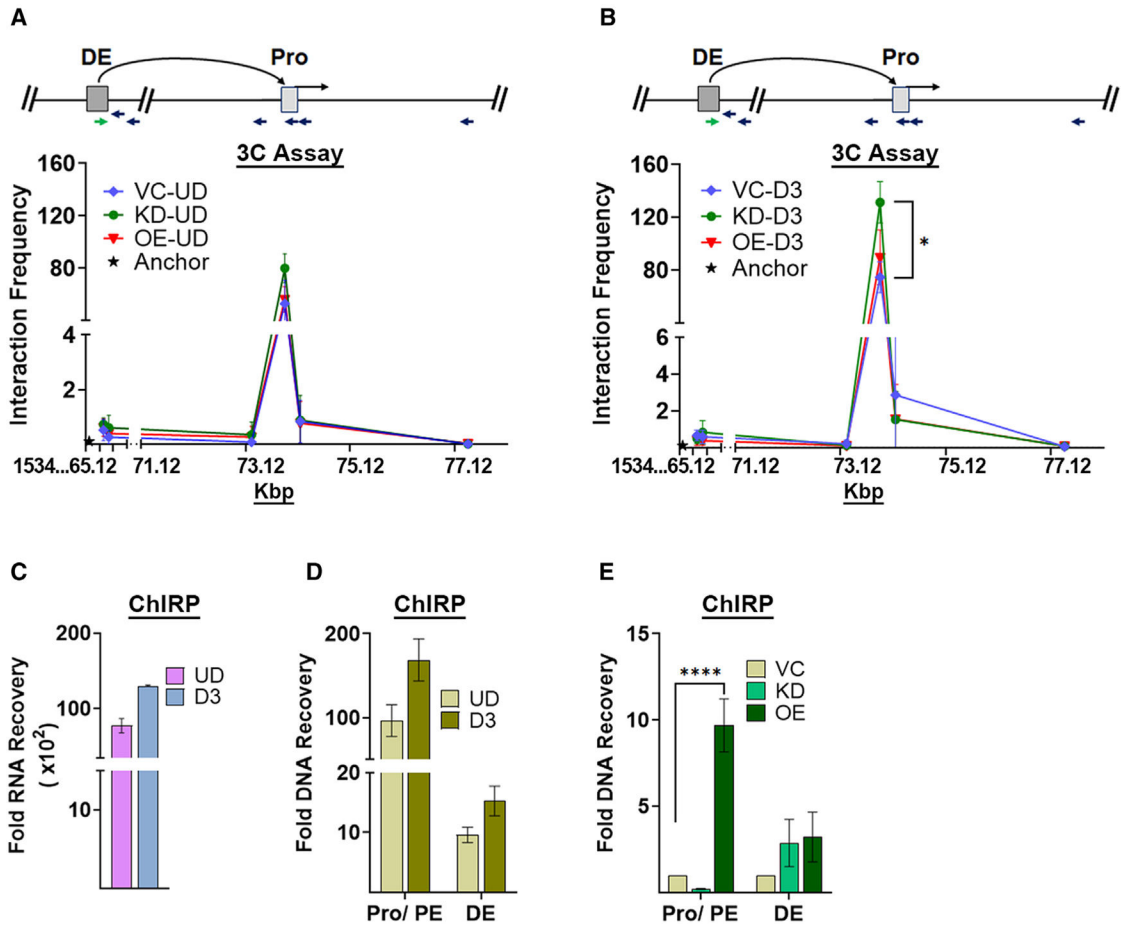 A
DE
Pro
3C Assay
Interaction Frequency
160
120
80
4
2
VC-UD
KD-UD
OE-UD
Anchor
1534...65.12 71.12 73.12 75.12 77.12
Kbp
B
DE
Pro
3C Assay
Interaction Frequency
160
120
80
6
4
2
VC-D3
KD-D3
OE-D3
Anchor
*
1534...65.12 71.12 73.12 75.12 77.12
Kbp
C
ChIRP
Fold RNA Recovery
( x10²)
200
100
10
UD
D3
D
ChIRP
Fold DNA Recovery
200
100
20
10
UD
D3
Pro/ PE DE
E
ChIRP
Fold DNA Recovery
15
10
5
****
VC
KD
OE
Pro/ PE DE